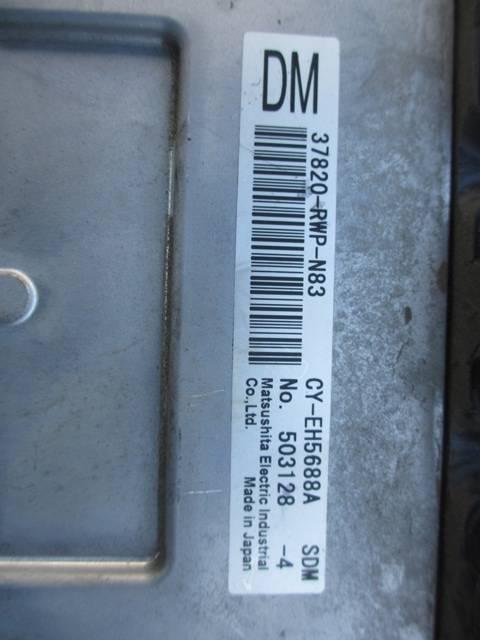 DM
37820-RWP-N83
CY-EH5688A SDM
No. 503128 -4
Matsushita Electric Industrial
Co.,Ltd. Made in Japan